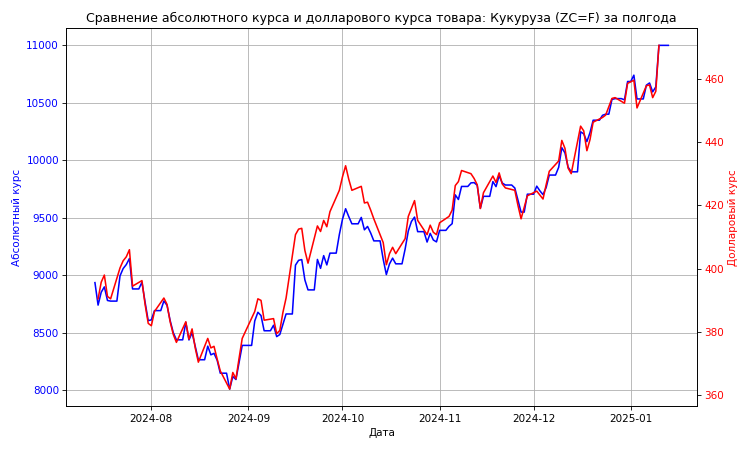 Сравнение абсолютного курса и долларового курса товара: Кукуруза (ZC=F) за полгода
11000
10500
10000
9500
9000
8500
8000
Абсолютный курс
460
440
420
400
380
360
Долларовый курс
2024-08 2024-09 2024-10 2024-11 2024-12 2025-01
Дата